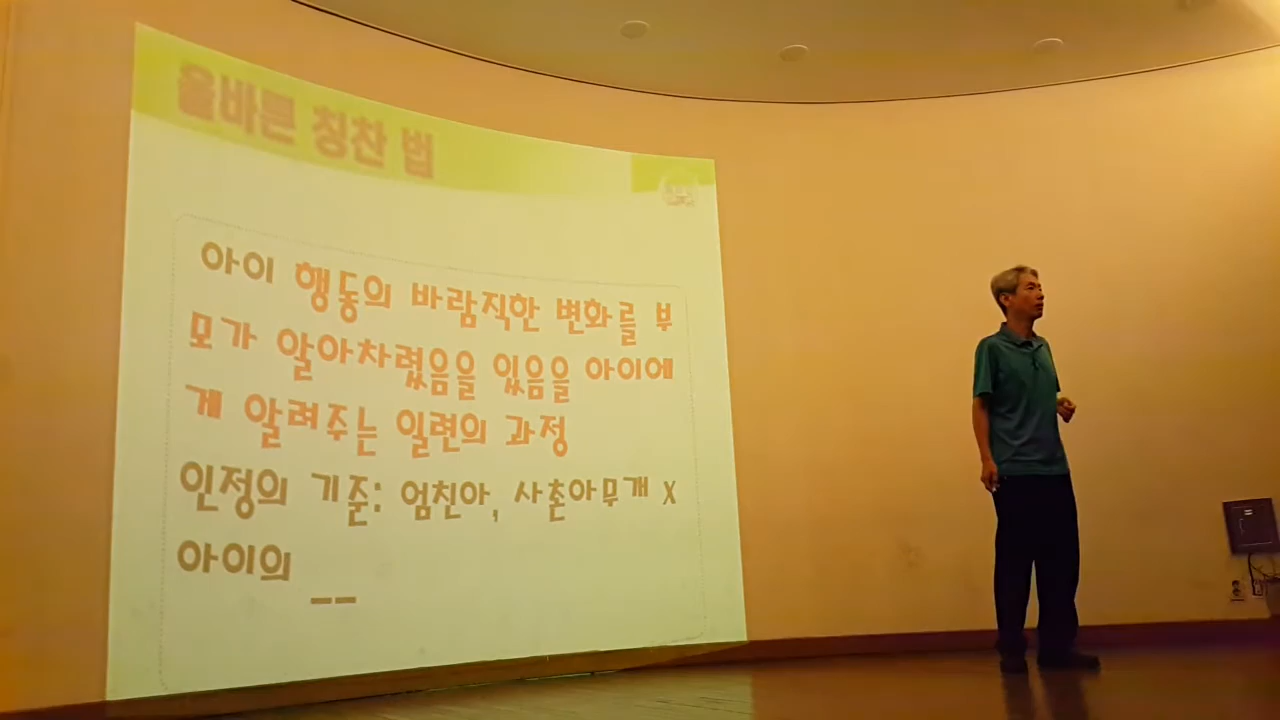 올바른 칭찬 법
아이 행동의 바람직한 변화를 부
모가 알아차렸음을 있음을 아이에
게 알려주는 일련의 과정
인정의 기준: 엄친아, 사촌아무개 x
아이의
__